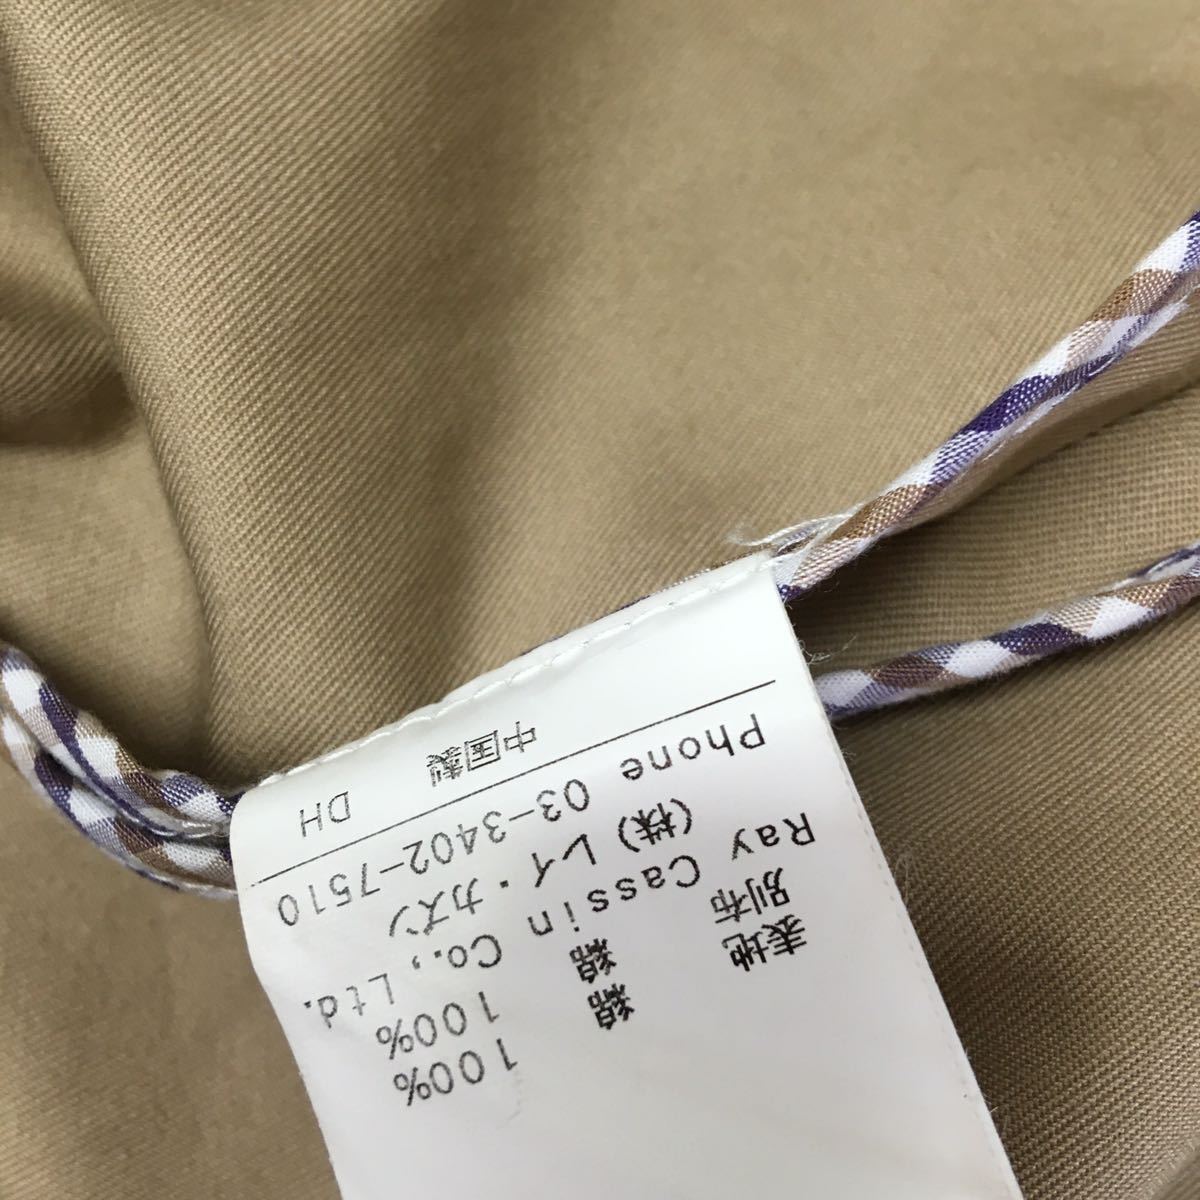 表地 綿 100%
別布 綿 100%
Ray Cassin Co., Ltd.
(株)レイ・カズン
Phone 03-3402-7510
中国製 DH